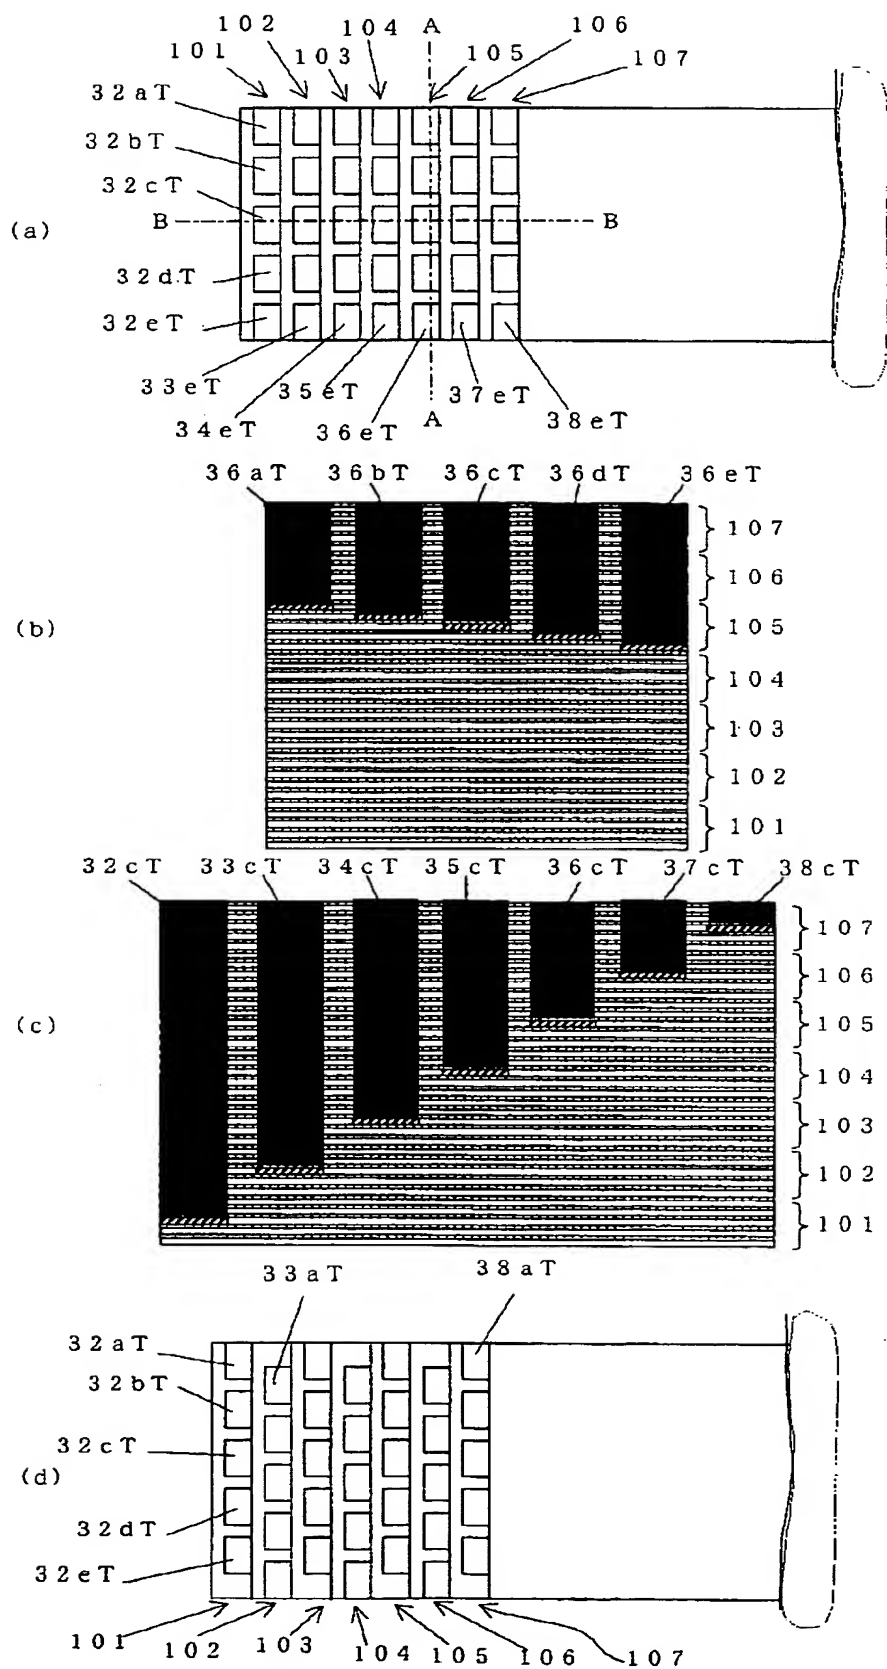 A
102 104 106
101 103 105 107
32aT
32bT
32cT
(a) B B
32dT
32eT
33eT 35eT 37eT
34eT 36eT A 38eT
36aT 36bT 36cT 36dT 36eT
107
106
(b) 105
104
103
102
101
32cT 33cT 34cT 35cT 36cT 37cT 38cT
107
106
(c) 105
104
103
102
101
33aT 38aT
32aT
32bT
32cT
(d)
32dT
32eT
101 102 103 104 105 106 107